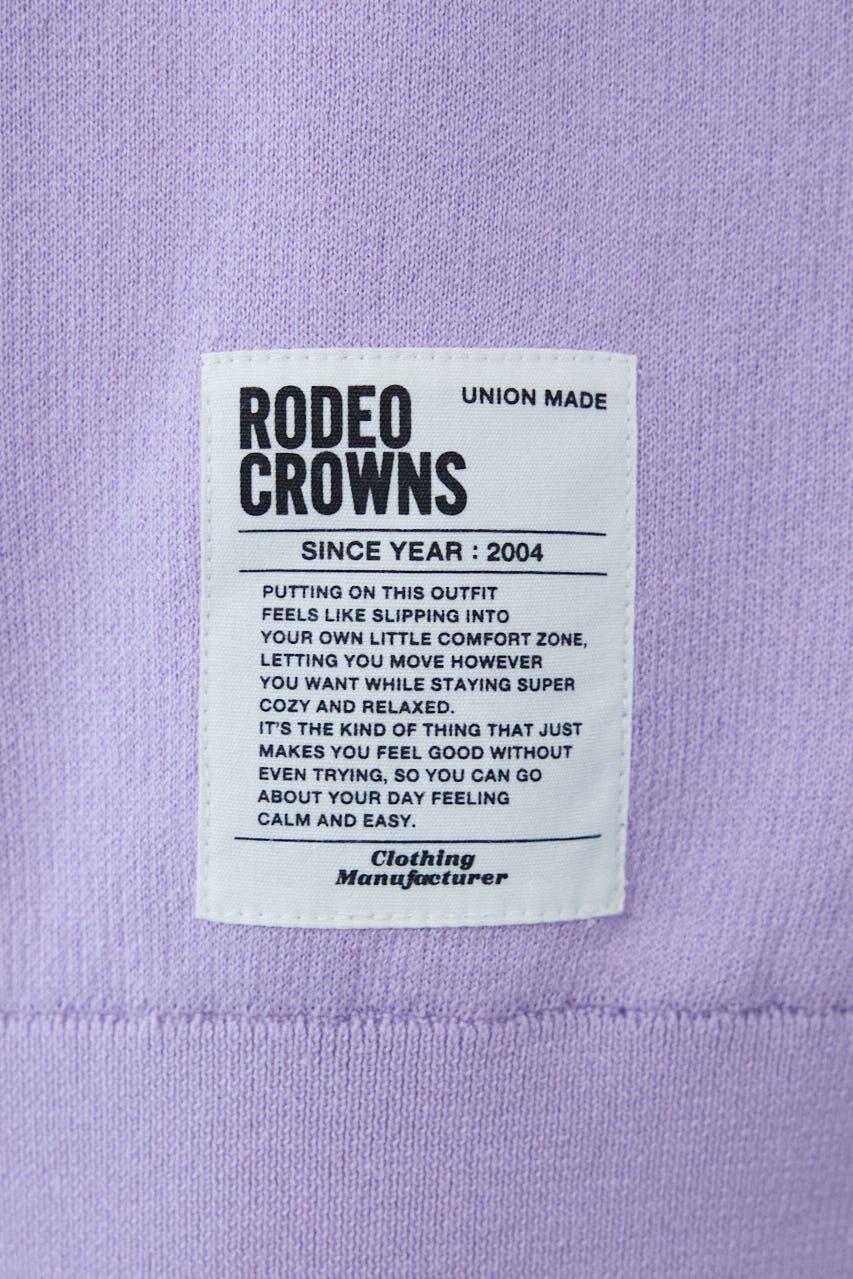 RODEO
CROWNS
UNION MADE
SINCE YEAR : 2004
PUTTING ON THIS OUTFIT
FEELS LIKE SLIPPING INTO
YOUR OWN LITTLE COMFORT ZONE,
LETTING YOU MOVE HOWEVER
YOU WANT WHILE STAYING SUPER
COZY AND RELAXED.
IT'S THE KIND OF THING THAT JUST
MAKES YOU FEEL GOOD WITHOUT
EVEN TRYING, SO YOU CAN GO
ABOUT YOUR DAY FEELING
CALM AND EASY.
Clothing
Manufacturer